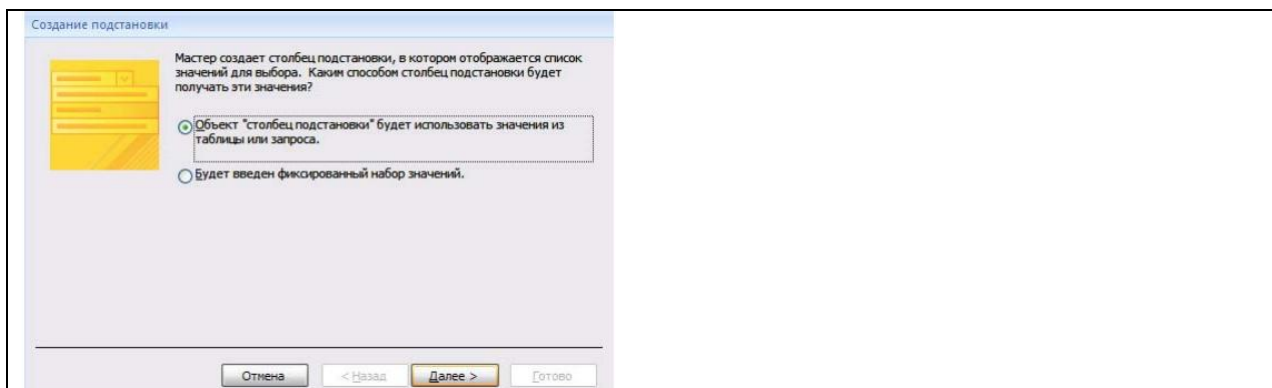 Создание подстановки
Мастер создает столбец подстановки, в котором отображается список
значений для выбора. Каким способом столбец подстановки будет
получать эти значения?
Объект "столбец подстановки" будет использовать значения из
таблицы или запроса.
Будет введен фиксированный набор значений.
Отмена
< Назад
Далее >
Готово